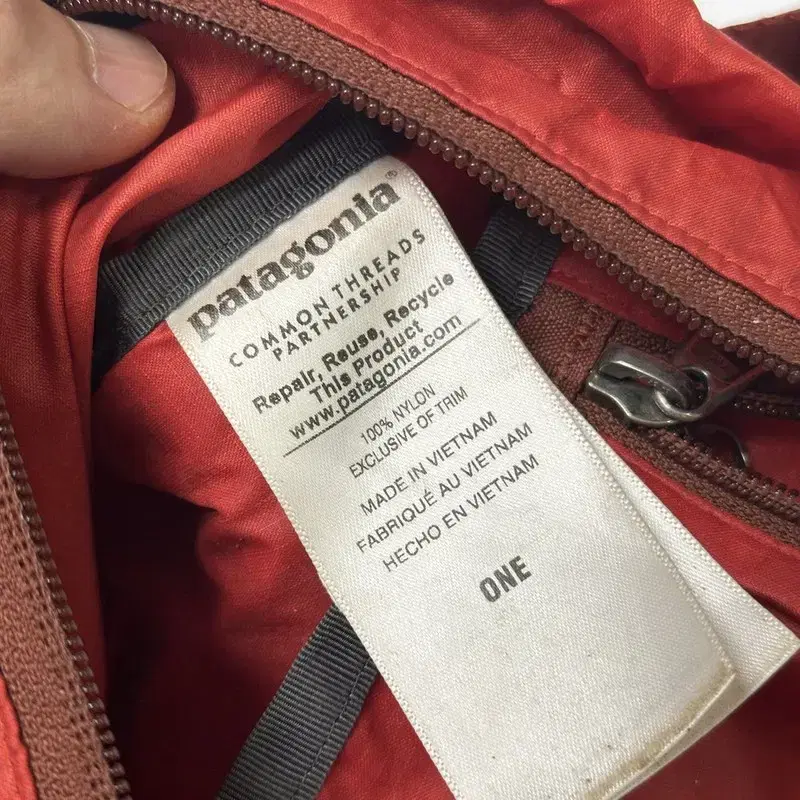 patagonia®
COMMON THREADS
PARTNERSHIP
Repair, Reuse, Recycle
This Product
www.patagonia.com
100% NYLON
EXCLUSIVE OF TRIM
MADE IN VIETNAM
FABRIQUÉ AU VIETNAM
HECHO EN VIETNAM
ONE